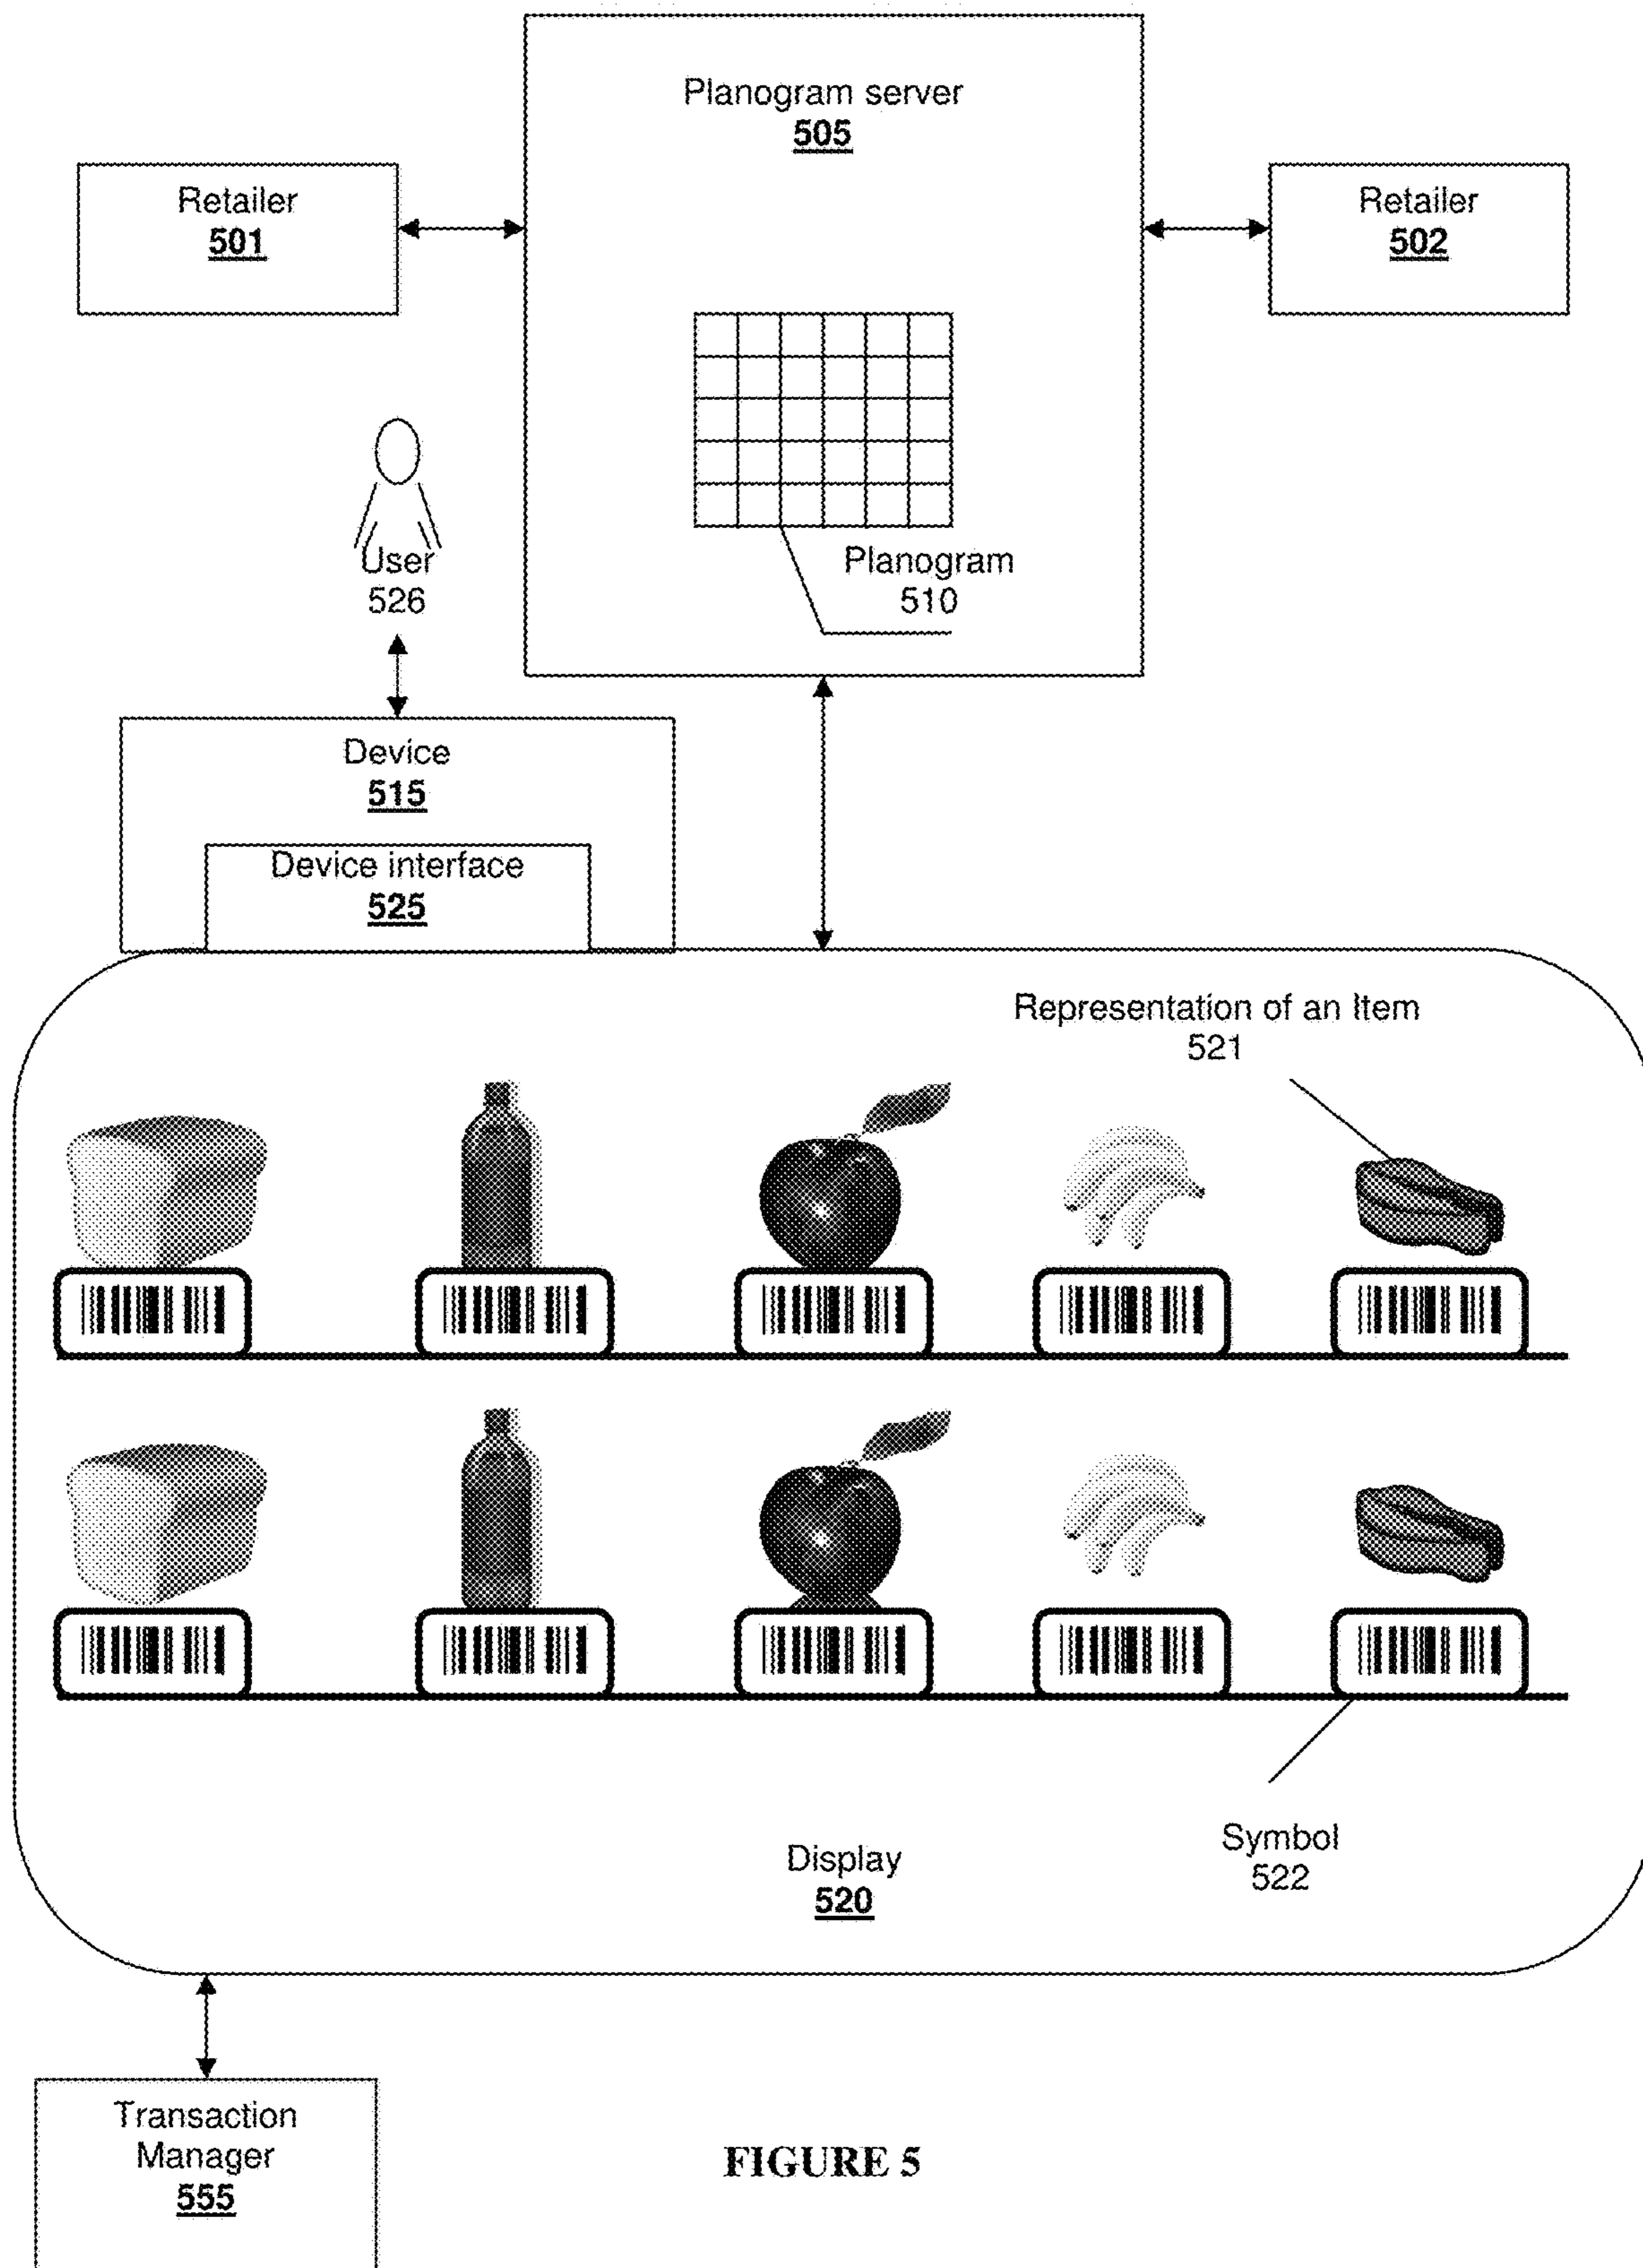 Planogram server
505
Retailer
501
Retailer
502
User
526
Planogram
510
Device
515
Device interface
525
Representation of an Item
521
Symbol
522
Display
520
Transaction
Manager
555
FIGURE 5